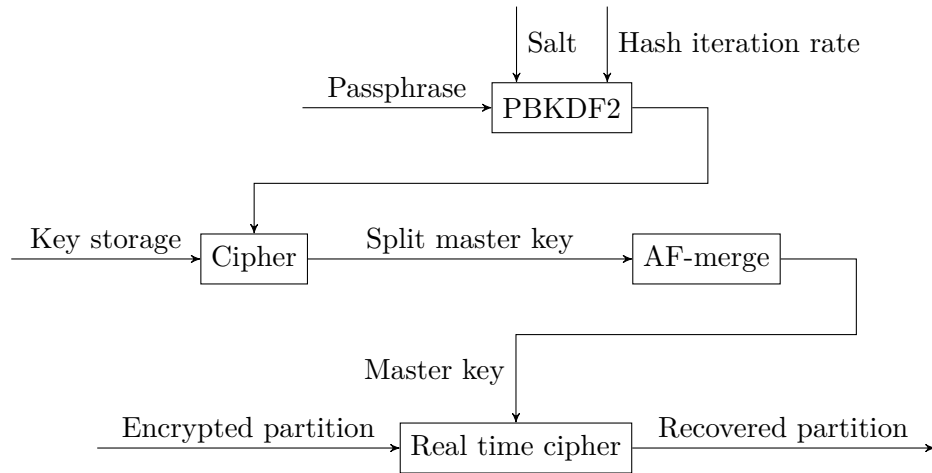 Salt
Hash iteration rate
Passphrase
PBKDF2
Key storage
Cipher
Split master key
AF-merge
Master key
Encrypted partition
Real time cipher
Recovered partition